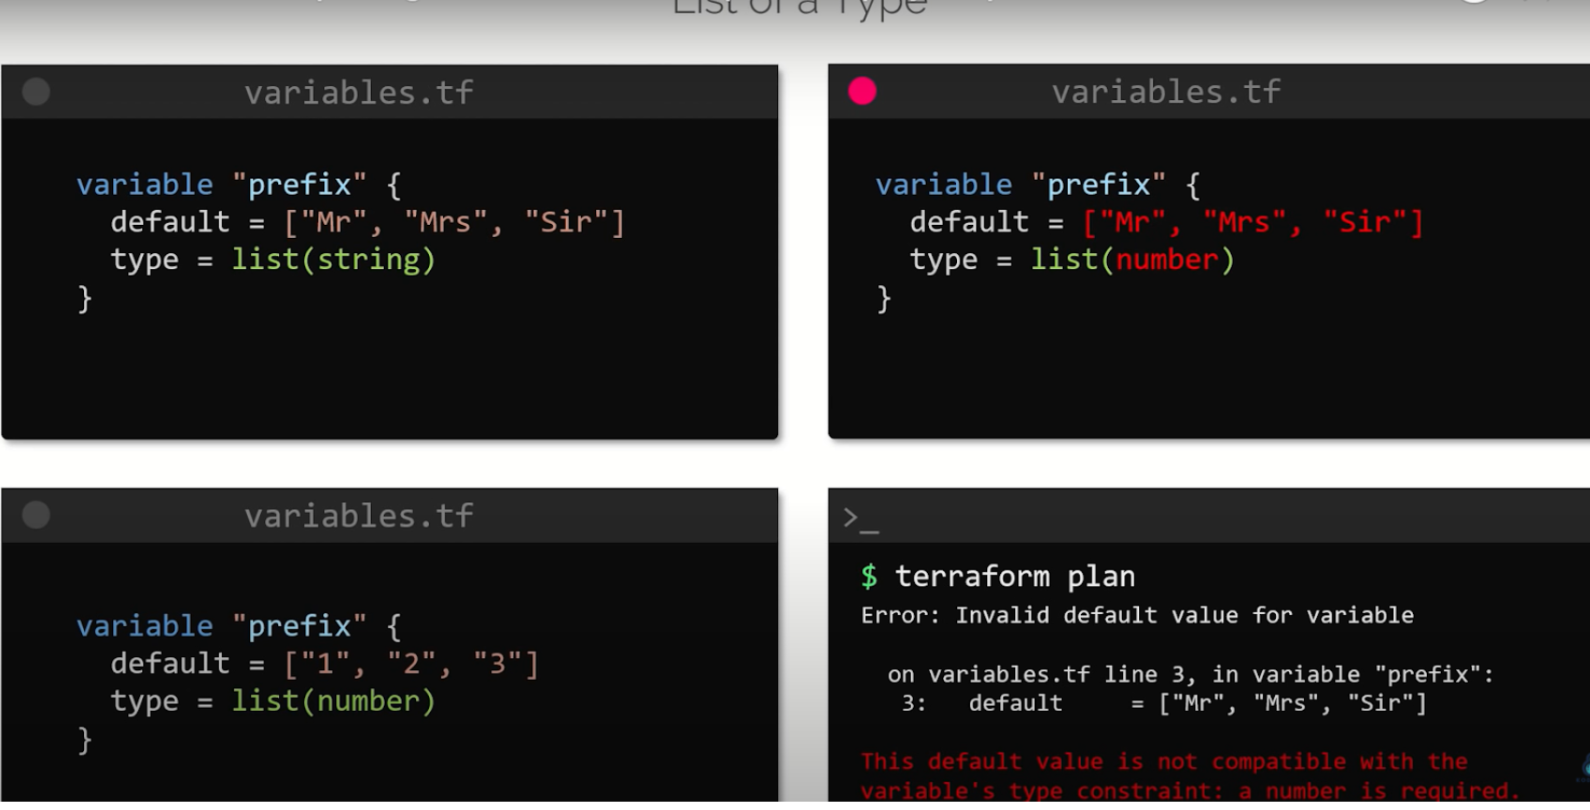 List of a Type
variables.tf
variable "prefix" {
  default = ["Mr", "Mrs", "Sir"]
  type = list(string)
}
variables.tf
variable "prefix" {
  default = ["Mr", "Mrs", "Sir"]
  type = list(number)
}
variables.tf
variable "prefix" {
  default = ["1", "2", "3"]
  type = list(number)
}
>_
$ terraform plan
Error: Invalid default value for variable
  on variables.tf line 3, in variable "prefix":
   3:   default     = ["Mr", "Mrs", "Sir"]
This default value is not compatible with the
variable's type constraint: a number is required.